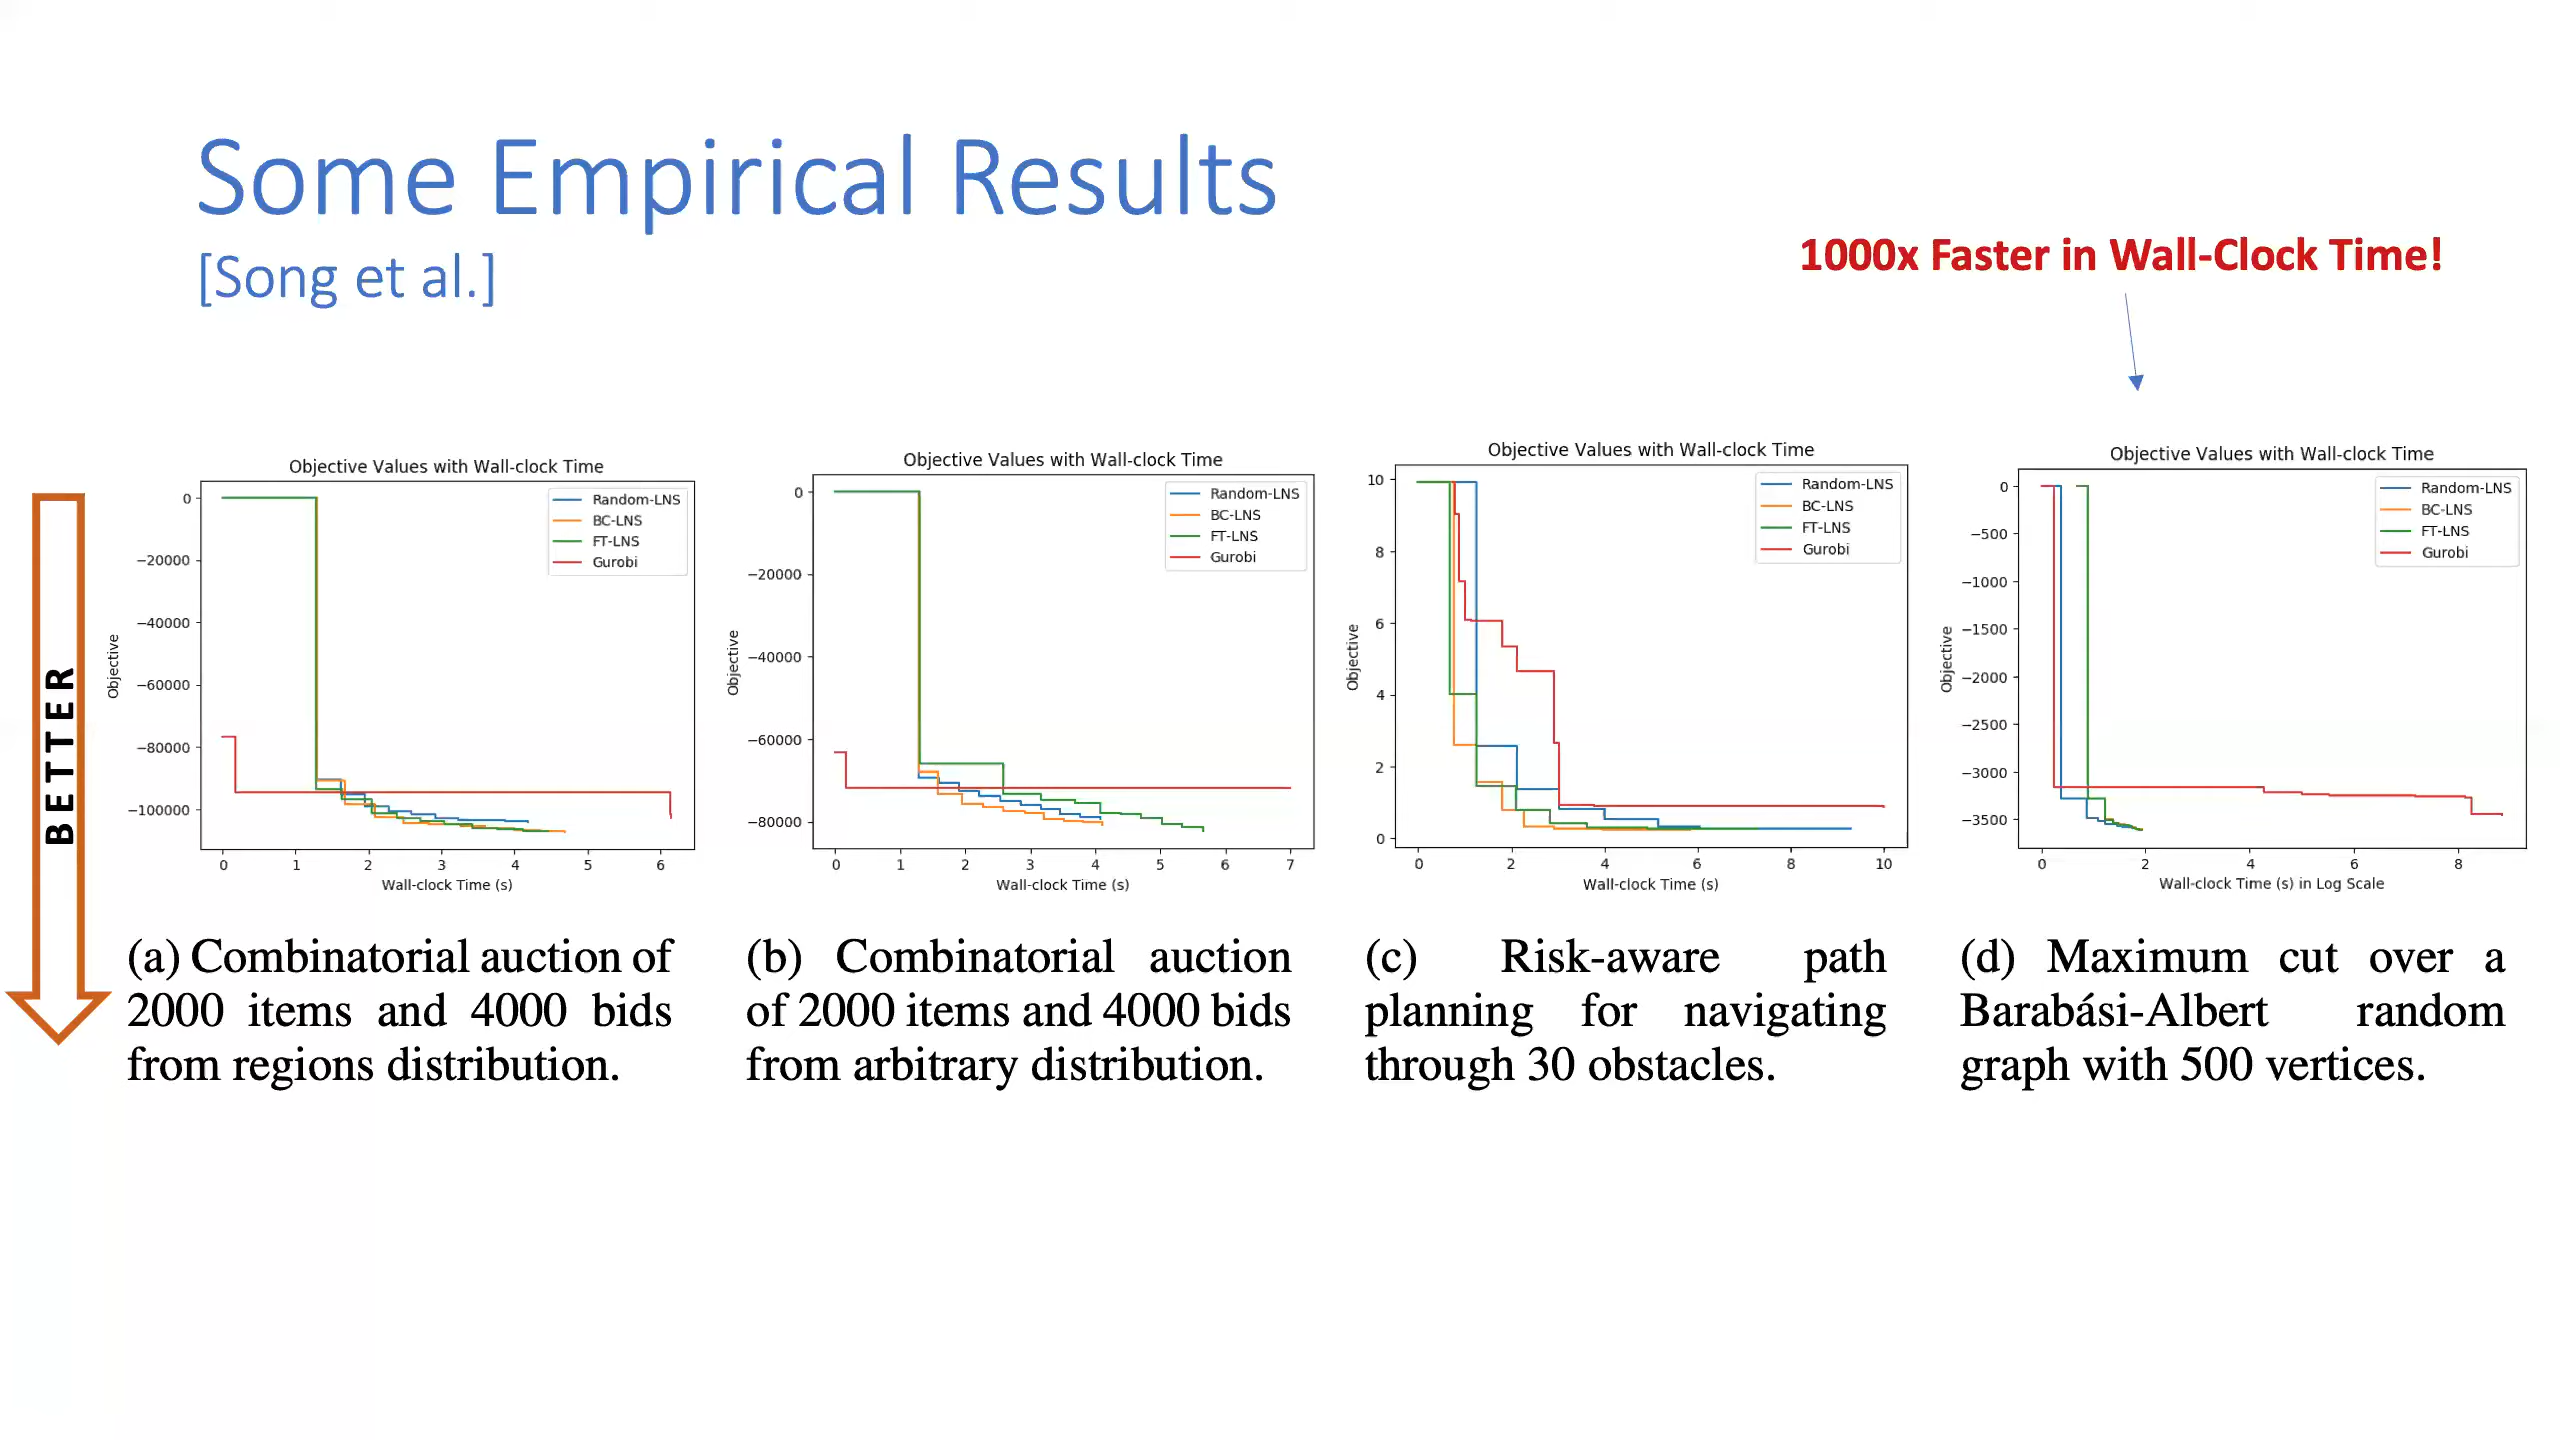 Some Empirical Results
[Song et al.]
1000x Faster in Wall-Clock Time!
BETTER
Objective Values with Wall-clock Time
Random-LNS
BC-LNS
FT-LNS
Gurobi
0
−20000
−40000
−60000
−80000
−100000
Objective
0 1 2 3 4 5 6
Wall-clock Time (s)
(a) Combinatorial auction of
2000 items and 4000 bids
from regions distribution.
Objective Values with Wall-clock Time
Random-LNS
BC-LNS
FT-LNS
Gurobi
0
−20000
−40000
−60000
−80000
Objective
0 1 2 3 4 5 6 7
Wall-clock Time (s)
(b) Combinatorial auction
of 2000 items and 4000 bids
from arbitrary distribution.
Objective Values with Wall-clock Time
Random-LNS
BC-LNS
FT-LNS
Gurobi
10
8
6
4
2
0
Objective
0 2 4 6 8 10
Wall-clock Time (s)
(c) Risk-aware path
planning for navigating
through 30 obstacles.
Objective Values with Wall-clock Time
Random-LNS
BC-LNS
FT-LNS
Gurobi
0
−500
−1000
−1500
−2000
−2500
−3000
−3500
Objective
0 2 4 6 8
Wall-clock Time (s) in Log Scale
(d) Maximum cut over a
Barabási-Albert random
graph with 500 vertices.